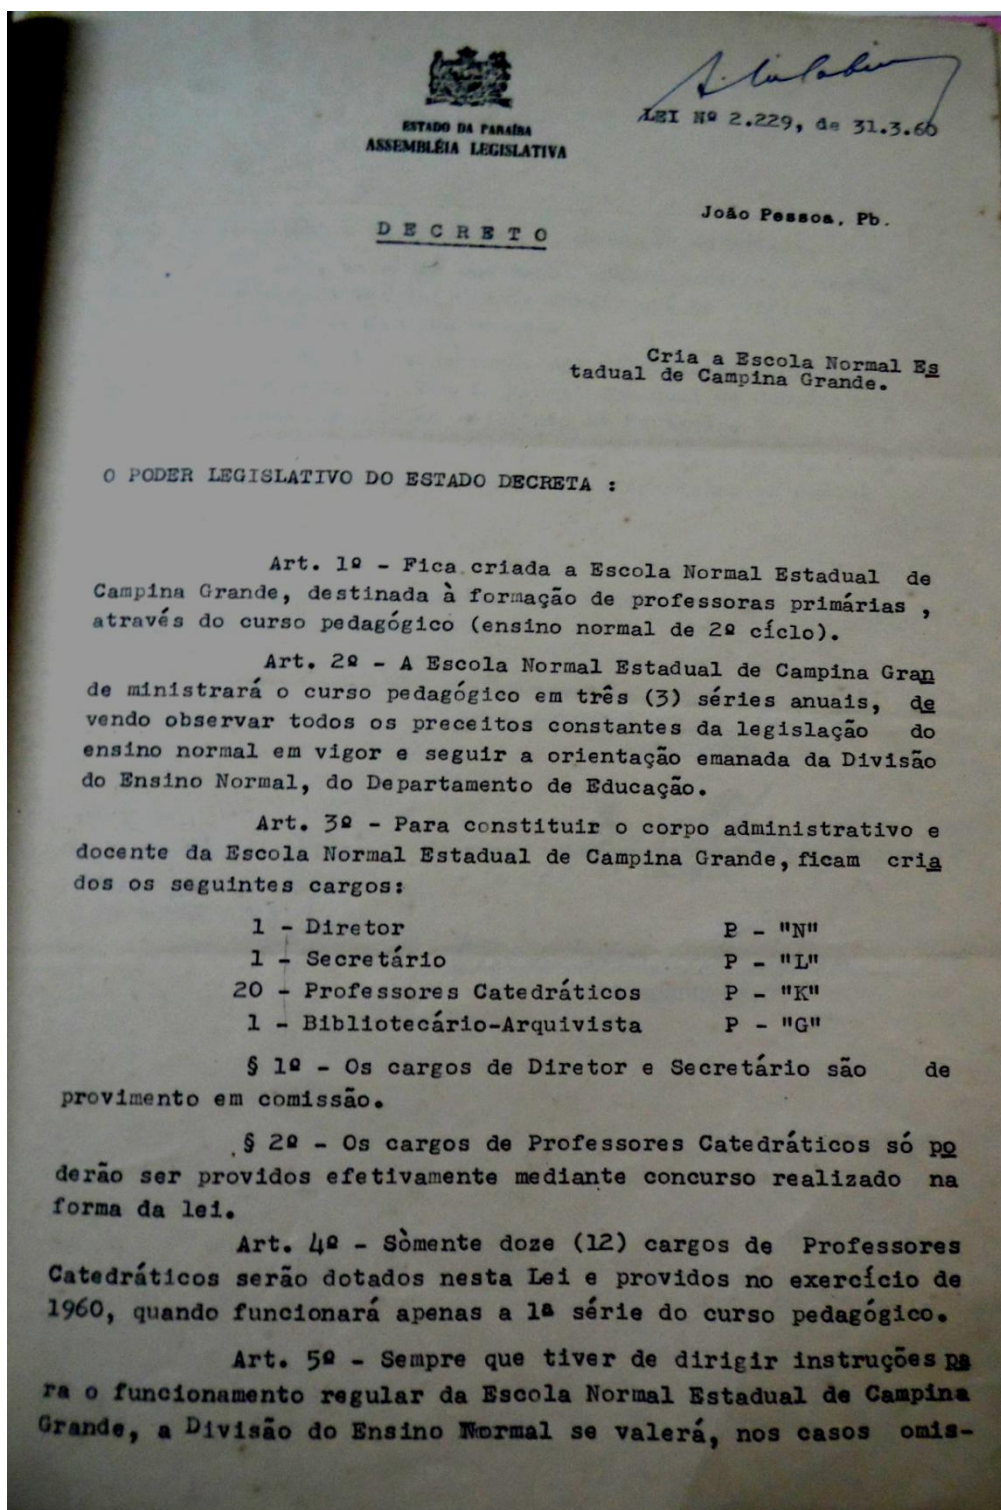 ESTADO DA PARAÍBA
ASSEMBLÉIA LEGISLATIVA
LEI Nº 2.229, de 31.3.60
João Pessoa, Pb.
DECRETO
Cria a Escola Normal Es
tadual de Campina Grande.
O PODER LEGISLATIVO DO ESTADO DECRETA :
Art. 1º - Fica criada a Escola Normal Estadual de
Campina Grande, destinada à formação de professoras primárias ,
através do curso pedagógico (ensino normal de 2º cíclo).
Art. 2º - A Escola Normal Estadual de Campina Gran
de ministrará o curso pedagógico em três (3) séries anuais, de
vendo observar todos os preceitos constantes da legislação do
ensino normal em vigor e seguir a orientação emanada da Divisão
do Ensino Normal, do Departamento de Educação.
Art. 3º - Para constituir o corpo administrativo e
docente da Escola Normal Estadual de Campina Grande, ficam cria
dos os seguintes cargos:
1 - Diretor P - "N"
1 - Secretário P - "L"
20 - Professores Catedráticos P - "K"
1 - Bibliotecário-Arquivista P - "G"
§ 1º - Os cargos de Diretor e Secretário são de
provimento em comissão.
§ 2º - Os cargos de Professores Catedráticos só po
derão ser providos efetivamente mediante concurso realizado na
forma da lei.
Art. 4º - Sòmente doze (12) cargos de Professores
Catedráticos serão dotados nesta Lei e providos no exercício de
1960, quando funcionará apenas a 1ª série do curso pedagógico.
Art. 5º - Sempre que tiver de dirigir instruções pa
ra o funcionamento regular da Escola Normal Estadual de Campina
Grande, a Divisão do Ensino Normal se valerá, nos casos omis-